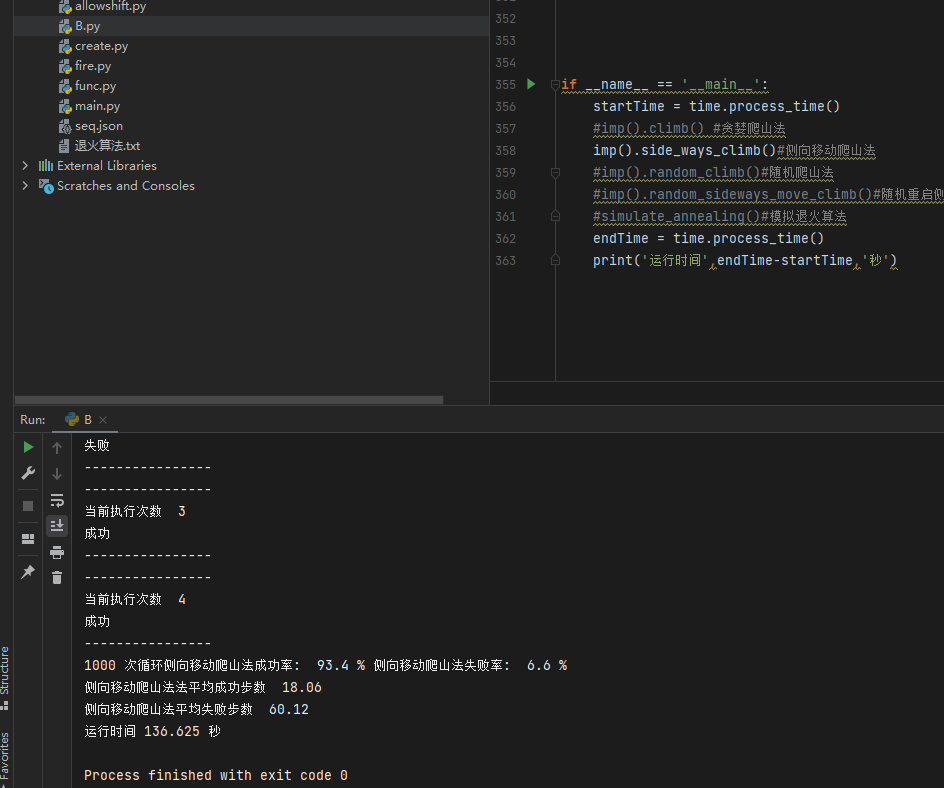 allowshift.py
B.py
create.py
fire.py
func.py
main.py
seq.json
退火算法.txt
External Libraries
Scratches and Consoles
352
353
354
355 if __name__ == '__main__':
356 startTime = time.process_time()
357 #imp().climb() #贪婪爬山法
358 imp().side_ways_climb()#侧向移动爬山法
359 #imp().random_climb()#随机爬山法
360 #imp().random_sideways_move_climb()#随机重启侧
361 #simulate_annealing()#模拟退火算法
362 endTime = time.process_time()
363 print('运行时间',endTime-startTime,'秒')
Run: B
失败
----------------
----------------
当前执行次数 3
成功
----------------
----------------
当前执行次数 4
成功
----------------
1000 次循环侧向移动爬山法成功率: 93.4 % 侧向移动爬山法失败率: 6.6 %
侧向移动爬山法法平均成功步数 18.06
侧向移动爬山法平均失败步数 60.12
运行时间 136.625 秒
Process finished with exit code 0
Structure
Favorites